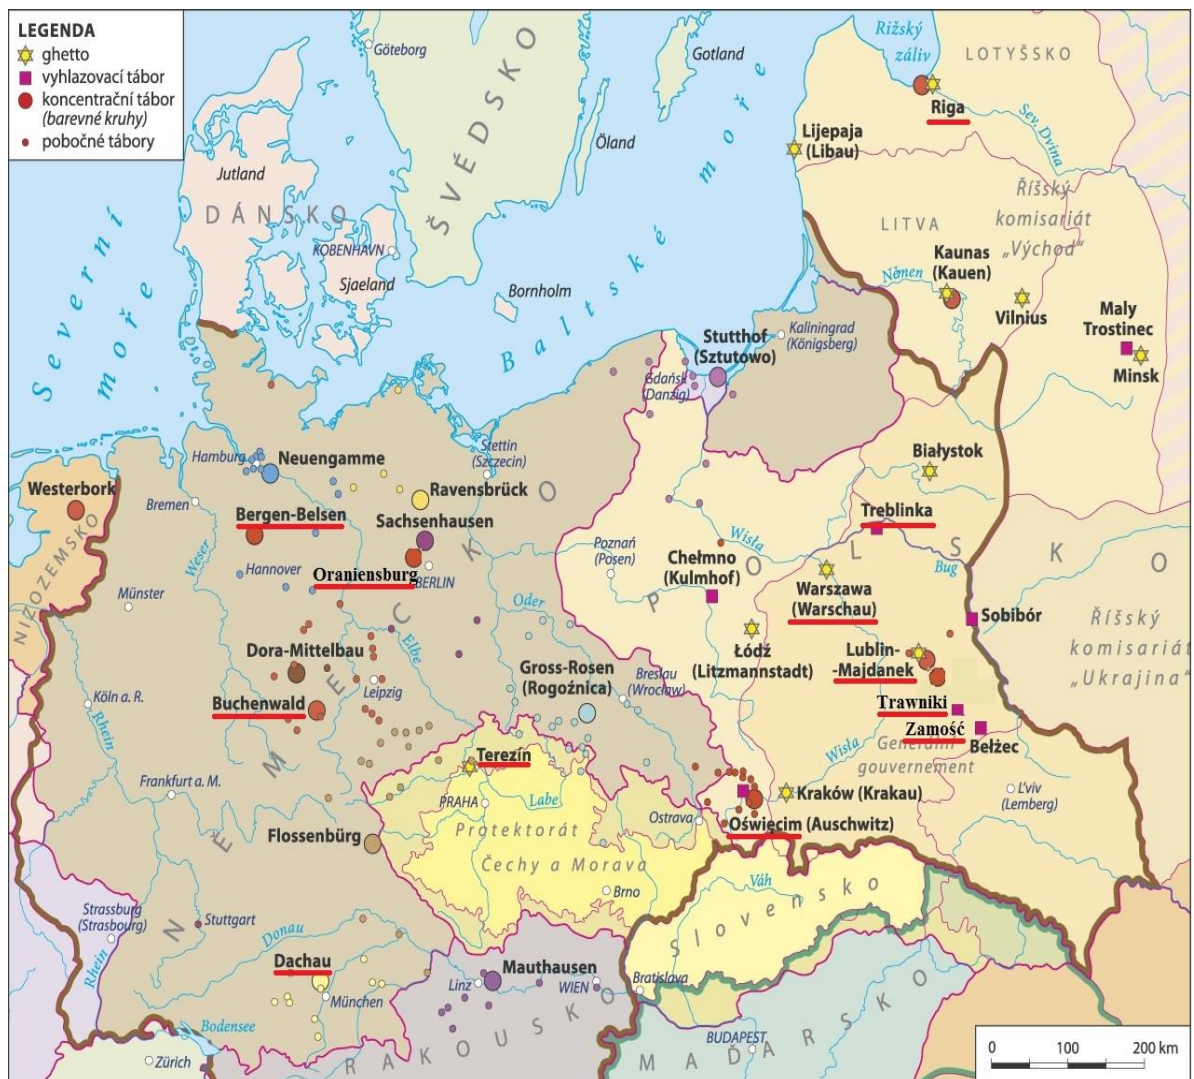 LEGENDA
ghetto
vyhlazovací tábor
koncentrační tábor
(barevné kruhy)
pobočné tábory
Göteborg
Gotland
Rižský
záliv
LOTYŠSKO
Riga
Sev. Dvina
Öland
Lijepaja
(Libau)
ŠVÉDSKO
Jutland
DÁNSKO
KOBENHAVN
Sjaeland
Bornholm
Baltské moře
Severní
moře
LITVA
Říšský
komisariát
„Východ“
Kaunas
(Kauen)
Němen
Vilnius
Maly
Trostinec
Minsk
Stutthof
(Sztutowo)
Kaliningrad
(Königsberg)
Gdańsk
(Danzig)
Hamburg
Neuengamme
Stettin
(Szczecin)
Białystok
Westerbork
Bremen
Ravensbrück
Bergen-Belsen
Sachsenhausen
Treblinka
NIZOZEMSKO
Weser
Hannover
Oraniensburg
BERLIN
Poznań
(Posen)
Chełmno
(Kulmhof)
Wisła
POLSKO
Bug
Warszawa
(Warschau)
Münster
Oder
Sobibór
Říšský
komisariát
„Ukrajina“
Elbe
Dora-Mittelbau
Łódź
(Litzmannstadt)
Lublin-
-Majdanek
Gross-Rosen
(Rogoźnica)
Breslau
(Wrocław)
Köln a. R.
Rhein
Buchenwald
Leipzig
Trawniki
Zamość
Bełżec
Wisła
Generální
gouvernement
NĚMECKO
Terezín
Frankfurt a. M.
PRAHA
Labe
Kraków (Krakau)
L'viv
(Lemberg)
Protektorát
Čechy a Morava
Ostrava
Oświęcim (Auschwitz)
Flossenbürg
Brno
Váh
Slovensko
Strassburg
(Strasbourg)
Stuttgart
Rhein
Donau
Dachau
München
Mauthausen
Linz
WIEN
Bratislava
Bodensee
Zürich
RAKOUSKO
BUDAPEST
MAĎARSKO
0 100 200 km